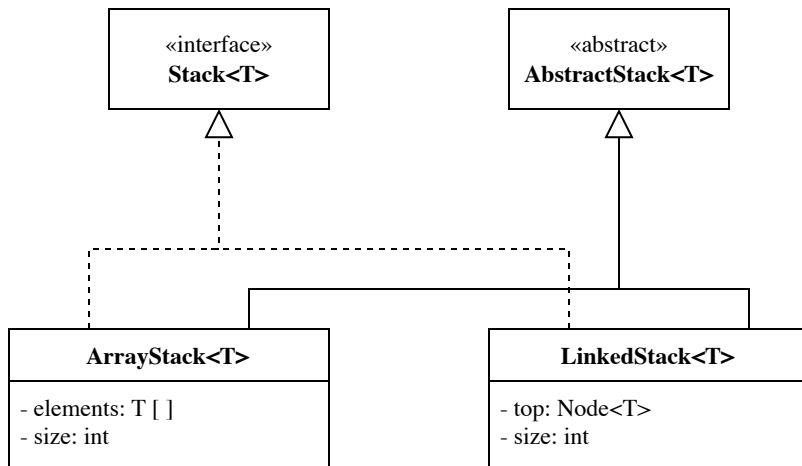 «interface»
Stack<T>
«abstract»
AbstractStack<T>
ArrayStack<T>
- elements: T [ ]
- size: int
LinkedStack<T>
- top: Node<T>
- size: int